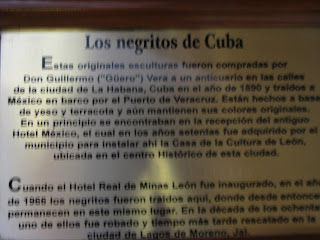 Los negritos de Cuba
Estas originales esculturas fueron compradas por
Don Guillermo ("Güero") Vera a un anticuario en las calles
de la ciudad de La Habana, Cuba en el año de 1890 y traídos a
México en barco por el Puerto de Veracruz. Están hechos a base
de yeso y terracota y aún mantienen sus colores originales.
En un principio se encontraban en la recepción del antiguo
Hotel México, el cual en los años setentas fue adquirido por el
municipio para instalar ahí la Casa de la Cultura de León,
ubicada en el centro Histórico de esta ciudad.
Cuando el Hotel Real de Minas León fue inaugurado, en el año
de 1966 los negritos fueron traídos aquí, donde desde entonces
permanecen en este mismo lugar. En la década de los ochentas
uno de ellos fue robado y tiempo más tarde rescatado en la
ciudad de Lagos de Moreno, Jal.